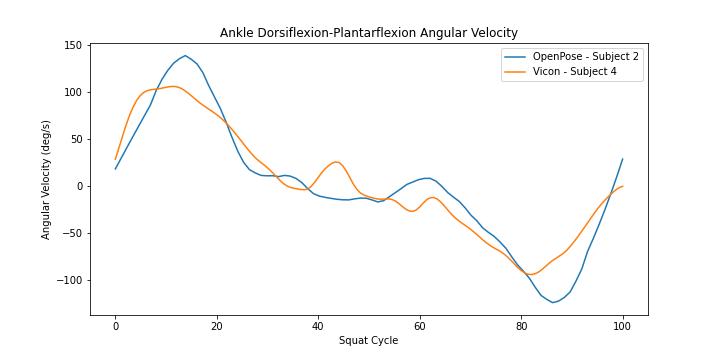 Ankle Dorsiflexion-Plantarflexion Angular Velocity
OpenPose - Subject 2
Vicon - Subject 4
150
100
50
0
−50
−100
Angular Velocity (deg/s)
0 20 40 60 80 100
Squat Cycle